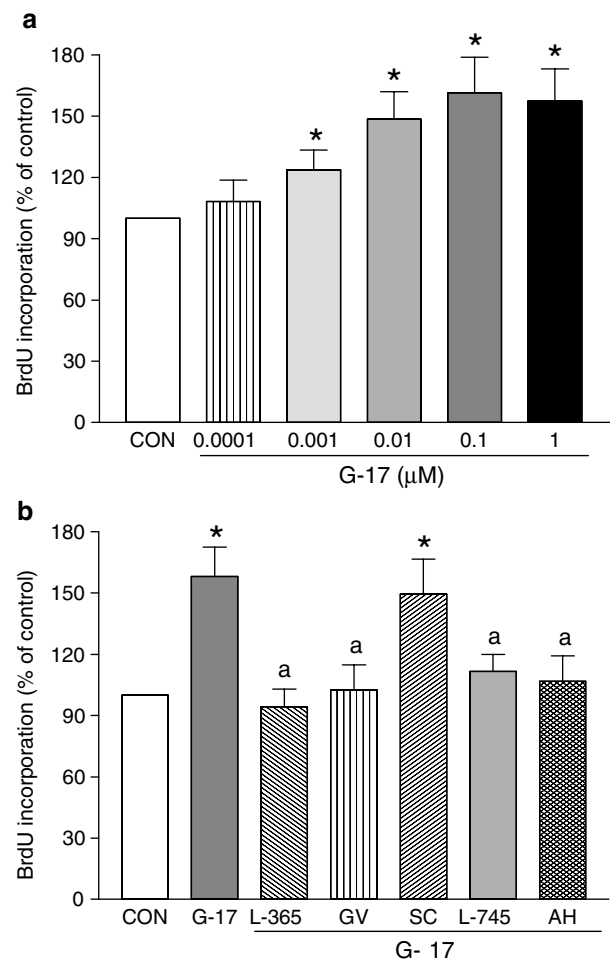 a
BrdU incorporation (% of control)
180
150
120
90
60
30
0
* * * *
CON 0.0001 0.001 0.01 0.1 1
G-17 (μM)
b
BrdU incorporation (% of control)
180
150
120
90
60
30
0
* a a * a a
CON G-17 L-365 GV SC L-745 AH
G- 17